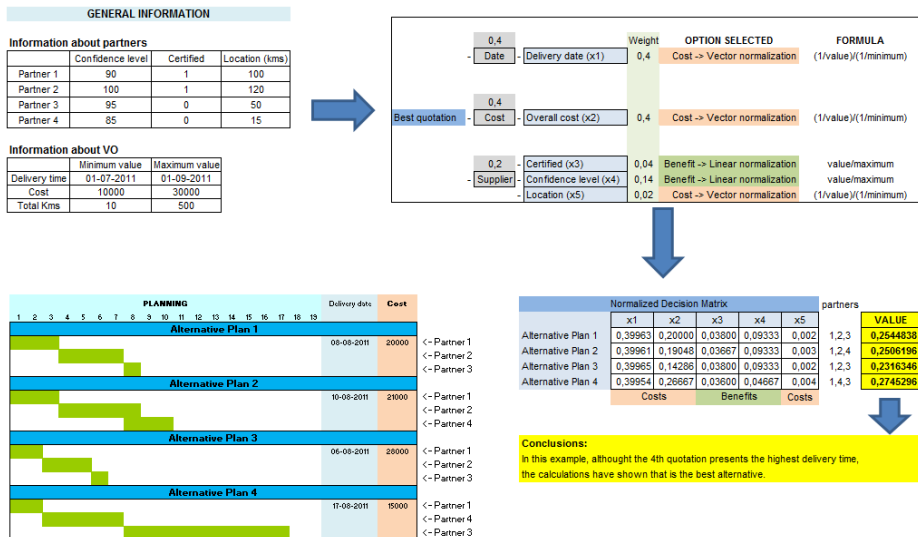 GENERAL INFORMATION
Information about partners
Confidence level Certified Location (kms)
Partner 1 90 1 100
Partner 2 100 1 120
Partner 3 95 0 50
Partner 4 85 0 15
Information about VO
Minimum value Maximum value
Delivery time 01-07-2011 01-09-2011
Cost 10000 30000
Total Kms 10 500
Weight OPTION SELECTED FORMULA
0,4
Date - Delivery date (x1) 0,4 Cost -> Vector normalization (1/value)/(1/minimum)
0,4
Best quotation - Cost - Overall cost (x2) 0,4 Cost -> Vector normalization (1/value)/(1/minimum)
0,2 - Certified (x3) 0,04 Benefit -> Linear normalization value/maximum
- Supplier - Confidence level (x4) 0,14 Benefit -> Linear normalization value/maximum
- Location (x5) 0,02 Cost -> Vector normalization (1/value)/(1/minimum)
PLANNING Delivery date Cost
1 2 3 4 5 6 7 8 9 10 11 12 13 14 15 16 17 18 19
Alternative Plan 1
08-08-2011 20000 <-Partner 1
<-Partner 2
<-Partner 3
Alternative Plan 2
10-08-2011 21000 <-Partner 1
<-Partner 2
<-Partner 4
Alternative Plan 3
06-08-2011 28000 <-Partner 1
<-Partner 2
<-Partner 3
Alternative Plan 4
17-08-2011 15000 <-Partner 1
<-Partner 4
<-Partner 3
Normalized Decision Matrix partners
x1 x2 x3 x4 x5 VALUE
Alternative Plan 1 0,39963 0,20000 0,03800 0,09333 0,002 1,2,3 0,2544838
Alternative Plan 2 0,39961 0,19048 0,03667 0,09333 0,003 1,2,4 0,2506196
Alternative Plan 3 0,39965 0,14286 0,03800 0,09333 0,002 1,2,3 0,2316346
Alternative Plan 4 0,39954 0,26667 0,03600 0,04667 0,004 1,4,3 0,2745296
Costs Benefits Costs
Conclusions:
In this example, althought the 4th quotation presents the highest delivery time,
the calculations have shown that is the best alternative.